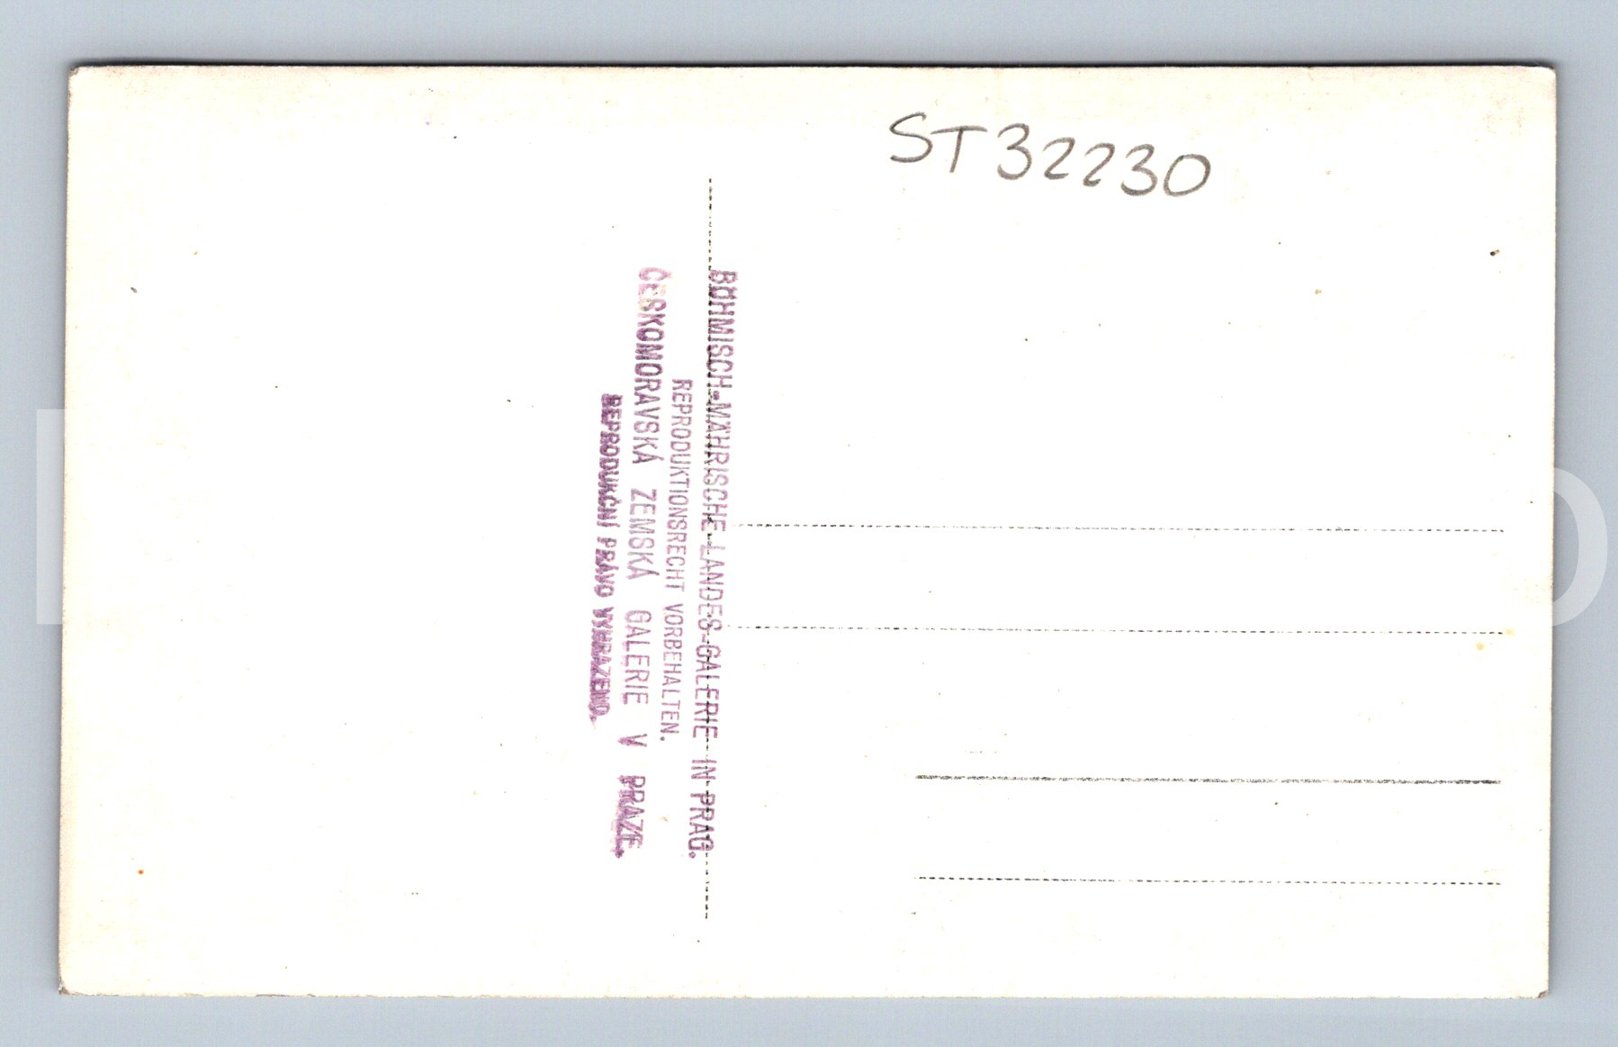 ST32230
BÖHMISCH-MÄHRISCHE LANDES-GALERIE IN PRAG.
REPRODUKTIONSRECHT VORBEHALTEN.
ČESKOMORAVSKÁ ZEMSKÁ GALERIE V PRAZE.
REPRODUKČNÍ PRÁVO VYHRAZENO.